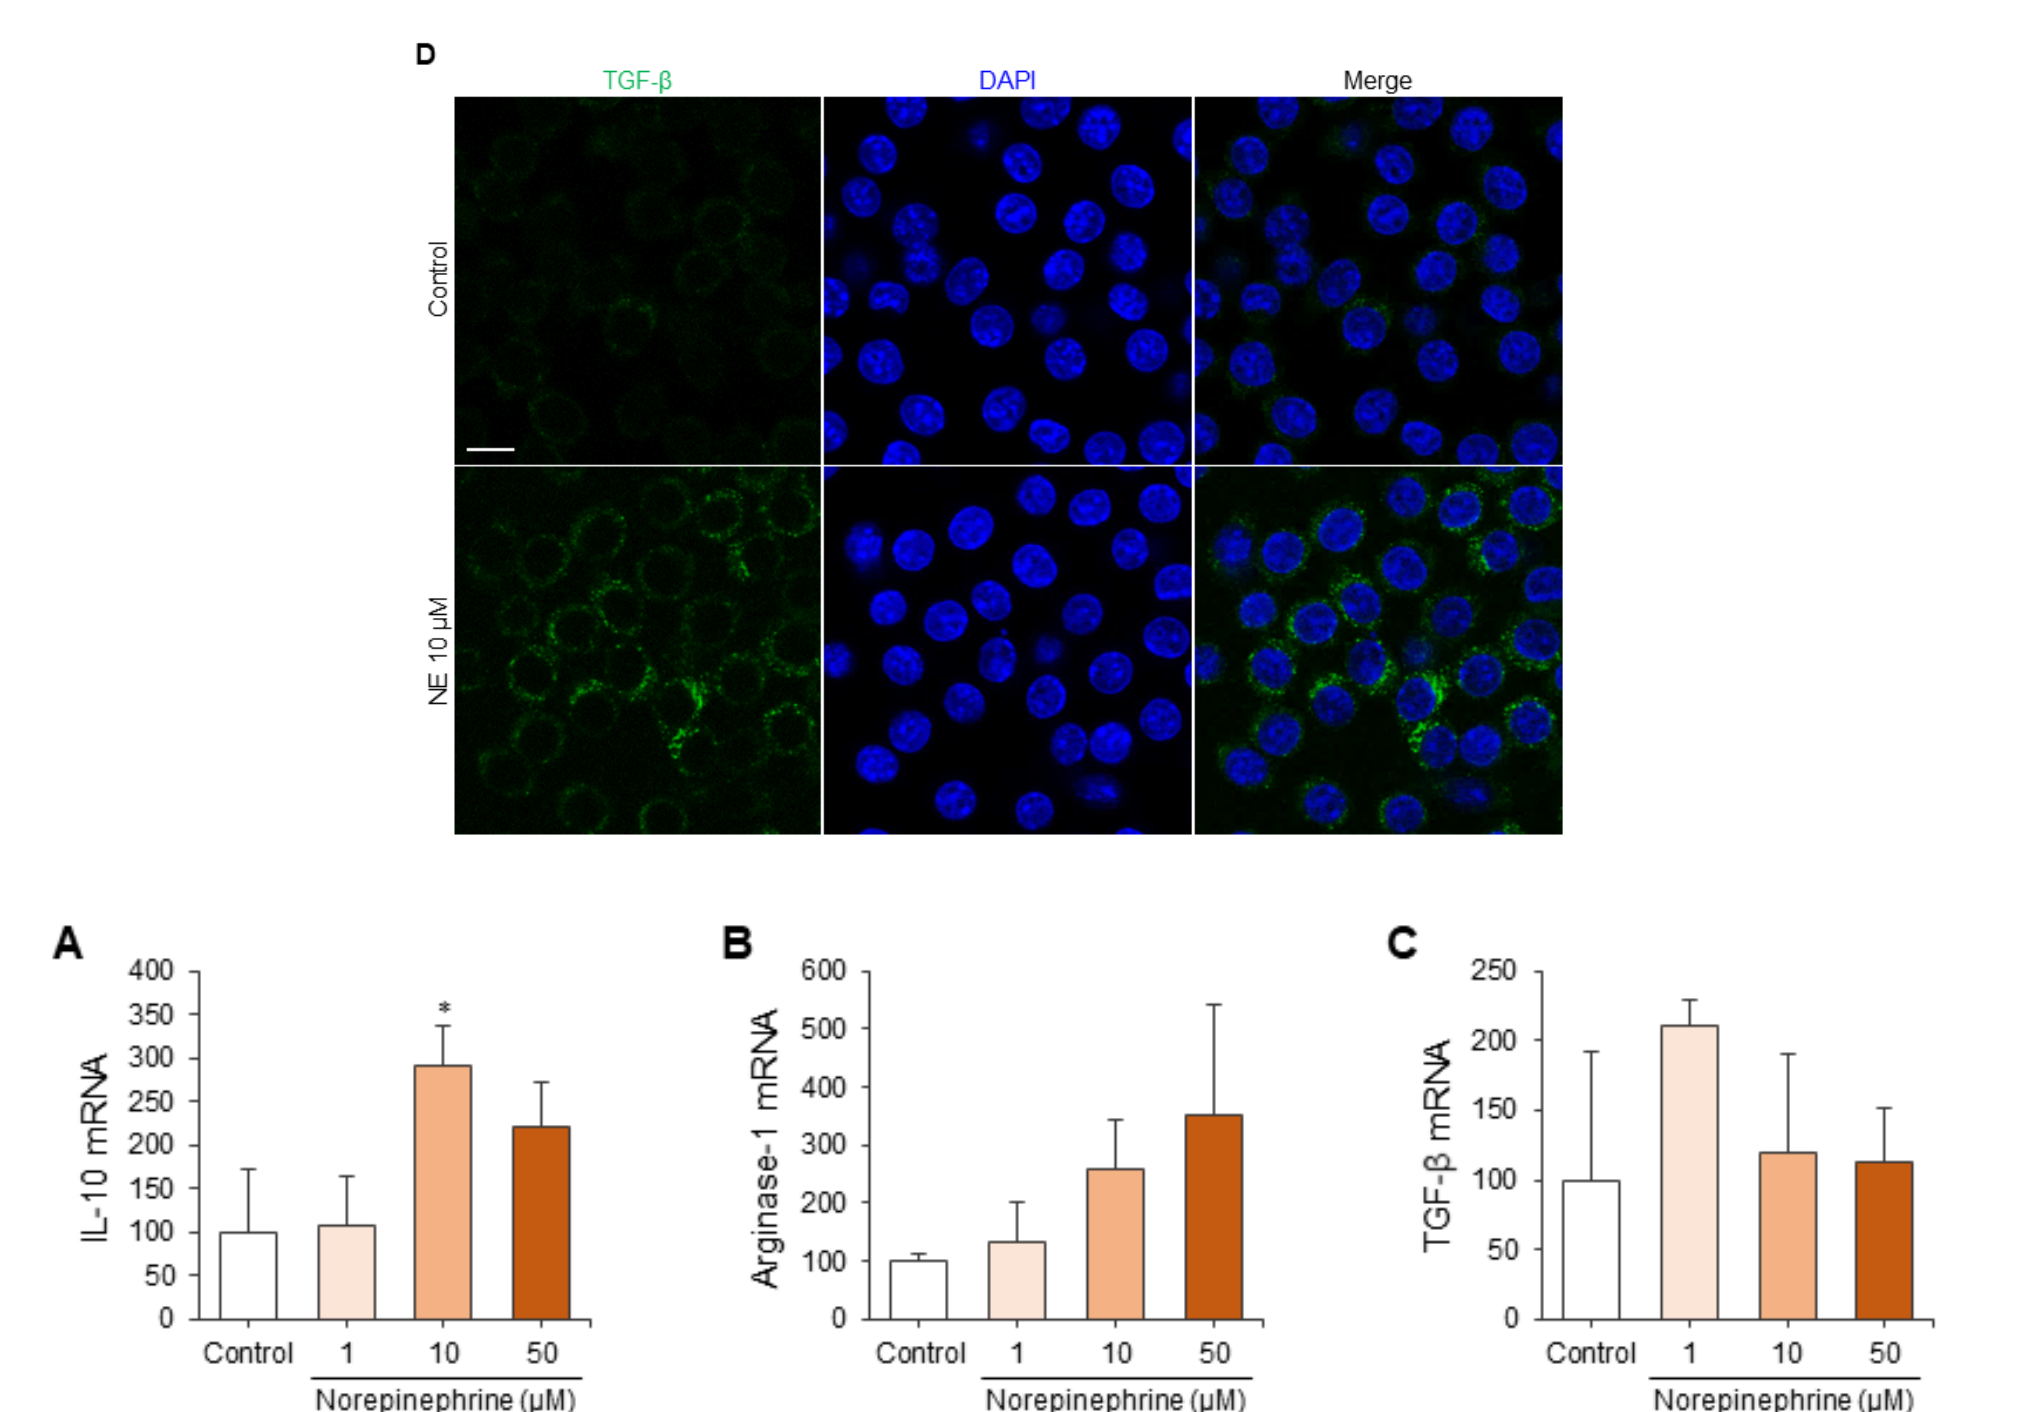 D
TGF-β DAPI Merge
Control
NE 10 μM
A
IL-10 mRNA
400
350
300
250
200
150
100
50
0
Control 1 10 50
Norepinephrine (μM)
*
B
Arginase-1 mRNA
600
500
400
300
200
100
0
Control 1 10 50
Norepinephrine (μM)
C
TGF-β mRNA
250
200
150
100
50
0
Control 1 10 50
Norepinephrine (μM)